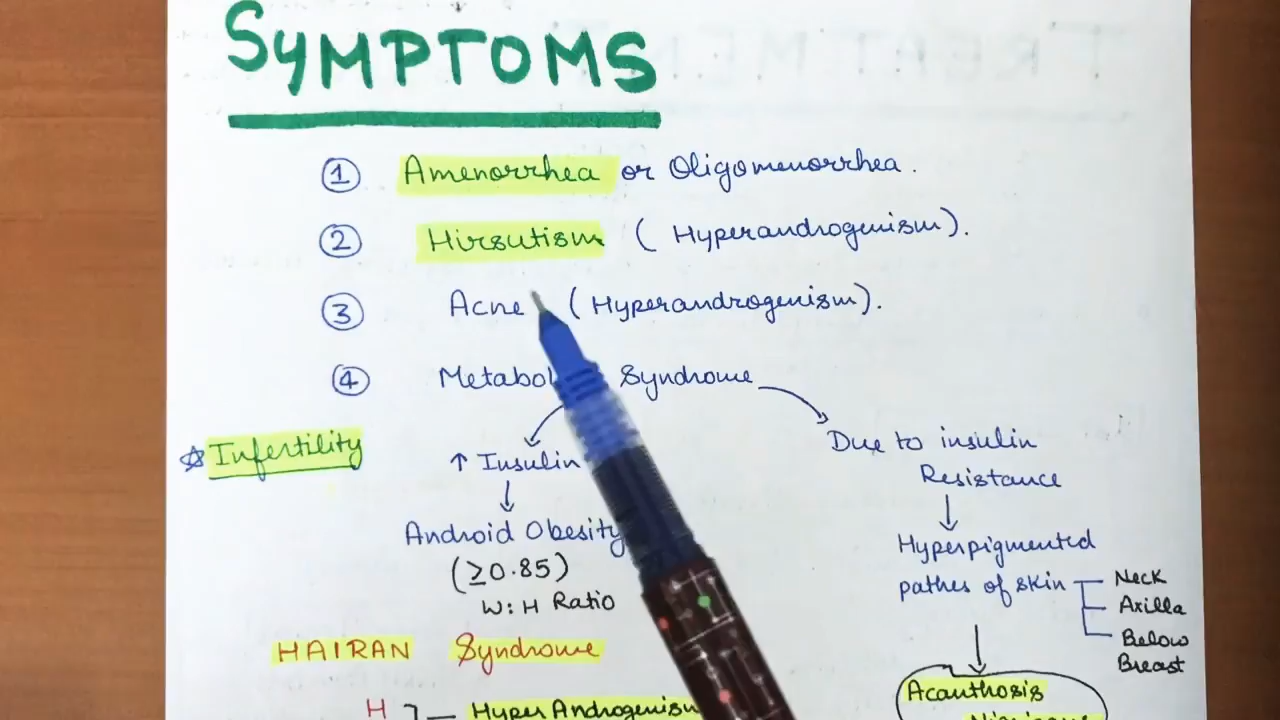 SYMPTOMS
① Amenorrhea or Oligomenorrhea.
② Hirsutism ( Hyperandrogenism).
③ Acne (Hyperandrogenism).
④ Metabol Syndrome
☆ Infertility
↑ Insulin
Android Obesity
(≥0.85)
W:H Ratio
Due to insulin
Resistance
Hyperpigmented
pathes of skin
Neck
Axilla
Below
Breast
Acanthosis
HAIRAN Syndrome
H ] — HyperAndrogenism